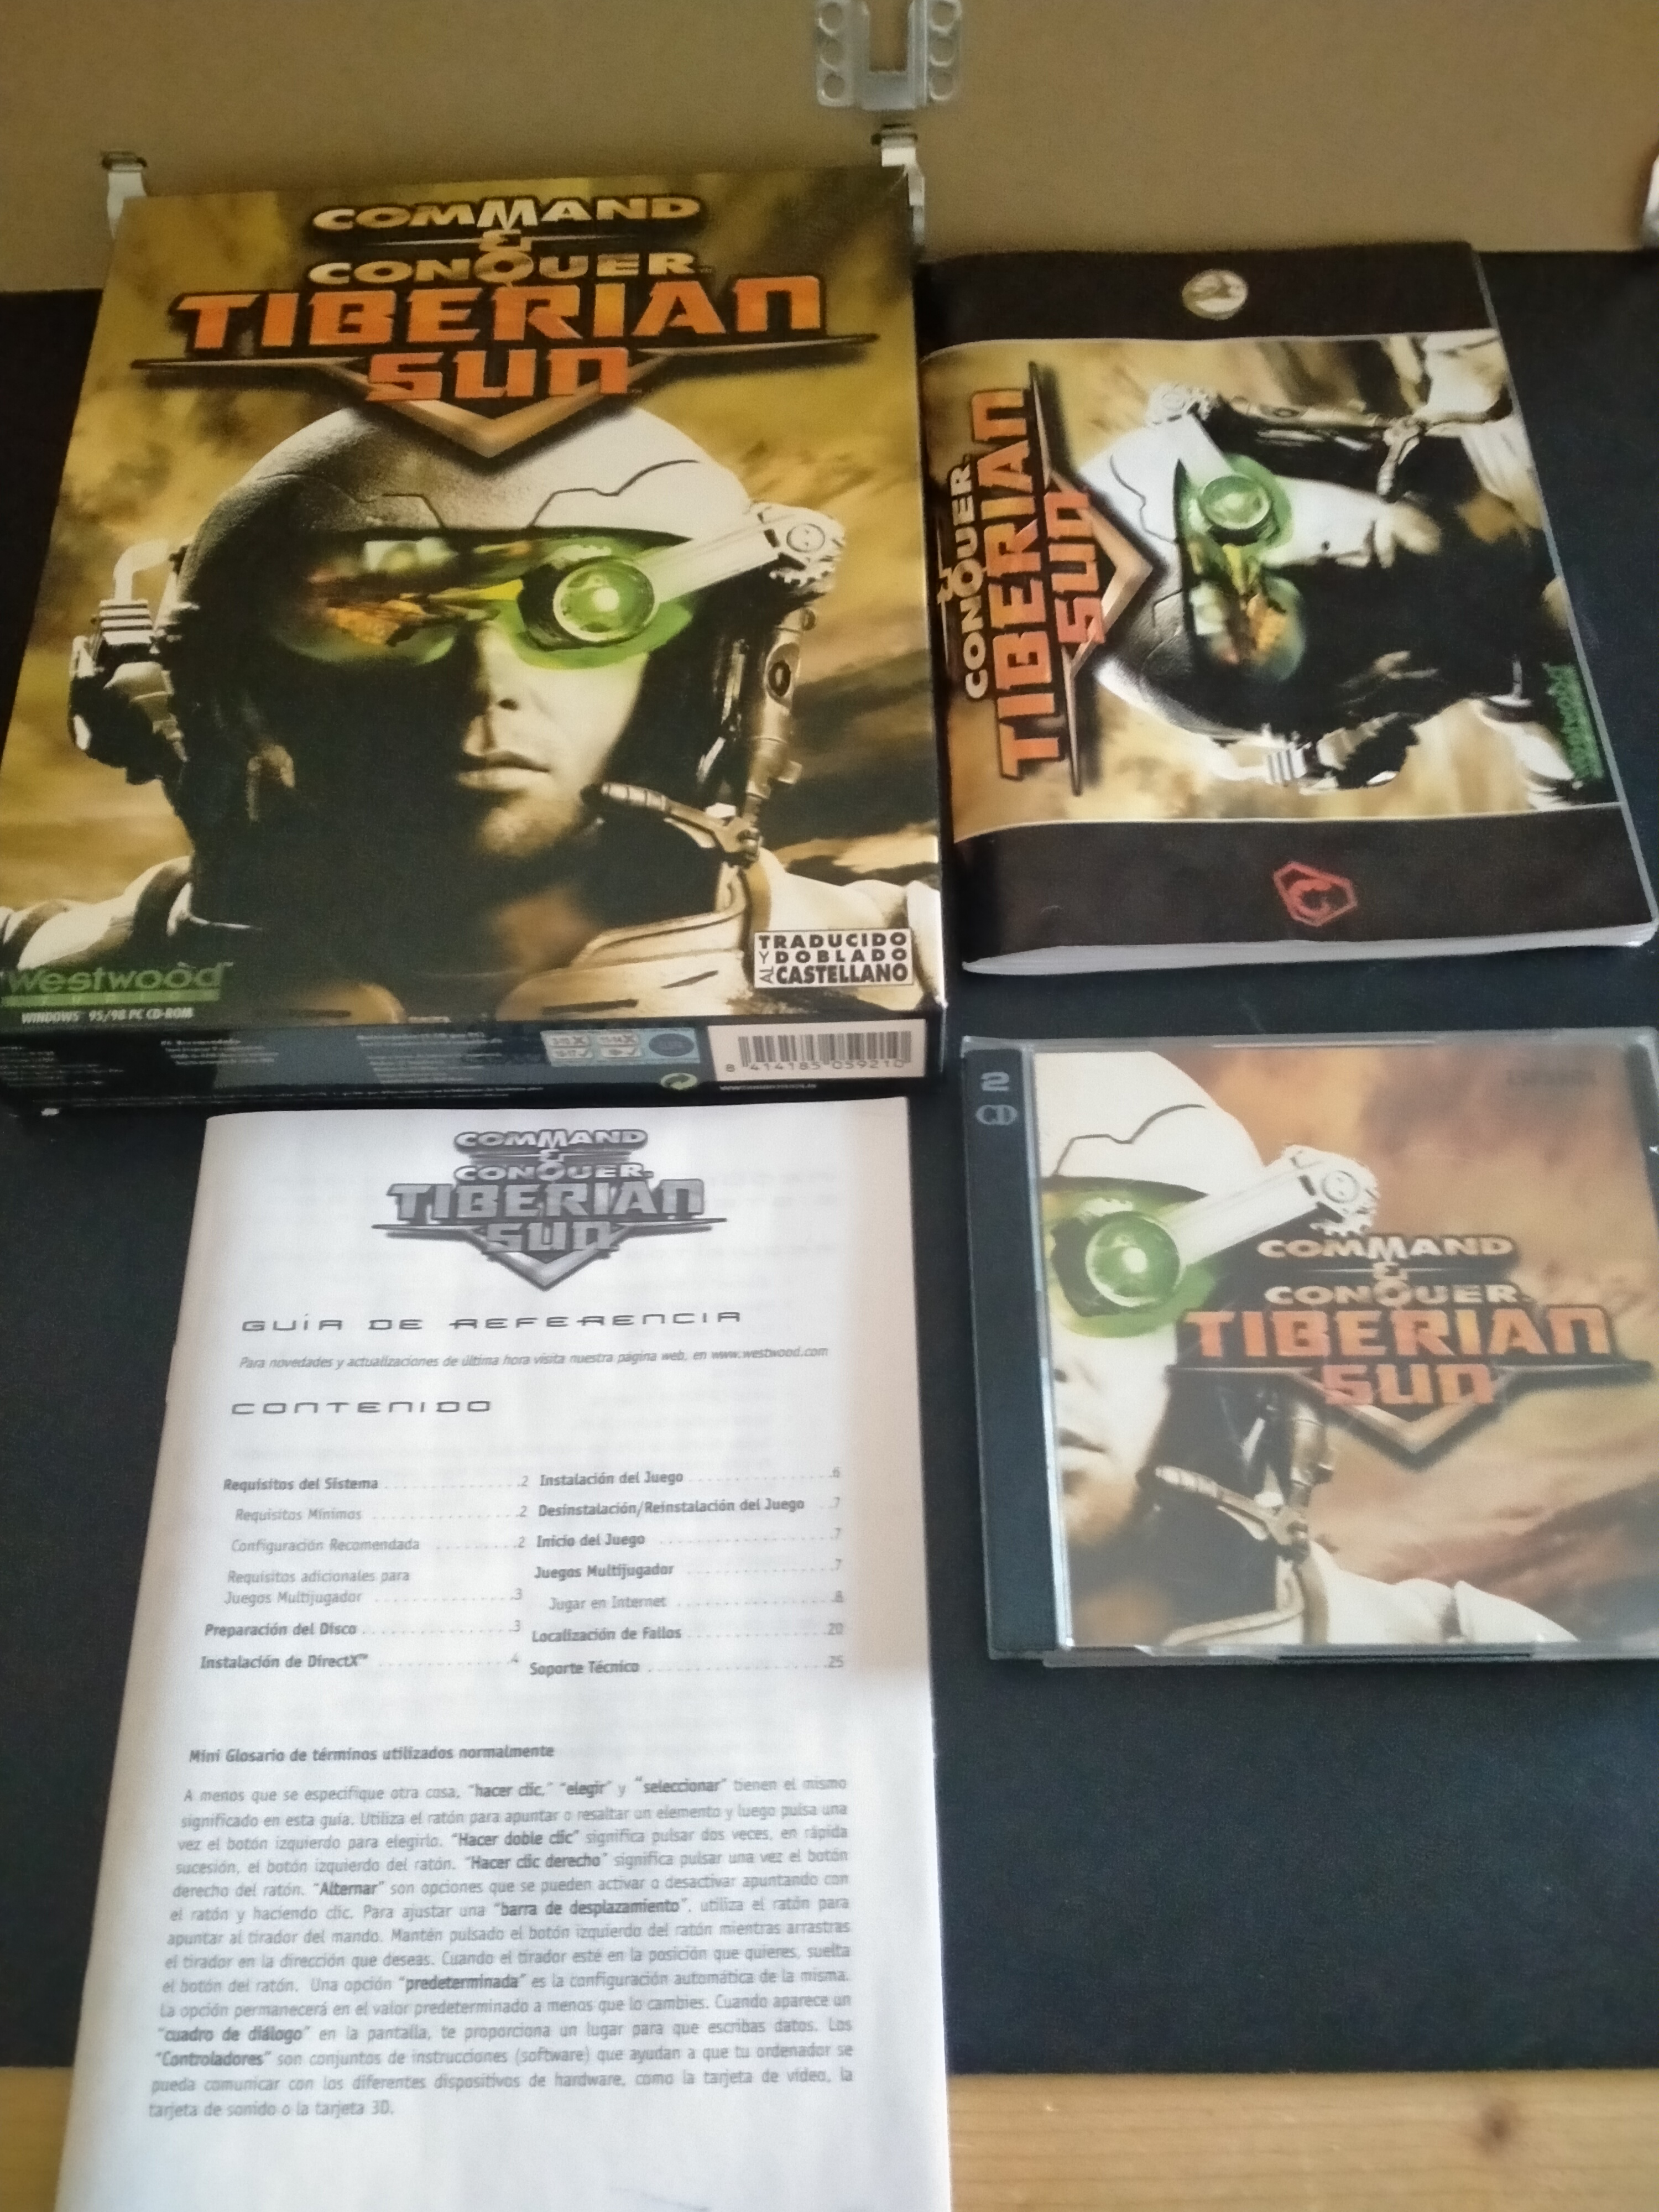 COMMAND
&
CONQUER
TIBERIAN
SUN
Westwood
WINDOWS 95/98 PC CD-ROM
TRADUCIDO
Y DOBLADO
AL CASTELLANO
8 414185 059210
CONQUER
TIBERIAN
SUN
Westwood
2
CD
COMMAND
&
CONQUER
TIBERIAN
SUN
COMMAND
&
CONQUER
TIBERIAN
SUN
GUÍA DE REFERENCIA
Para novedades y actualizaciones de última hora visita nuestra página web, en www.westwood.com
CONTENIDO
Requisitos del Sistema 2
Requisitos Mínimos 2
Configuración Recomendada 2
Requisitos adicionales para
Juegos Multijugador 3
Preparación del Disco 3
Instalación de DirectX™ 4
Instalación del Juego 6
Desinstalación/Reinstalación del Juego 7
Inicio del Juego 7
Juegos Multijugador 7
Jugar en Internet 8
Localización de Fallos 20
Soporte Técnico 25
Mini Glosario de términos utilizados normalmente
A menos que se especifique otra cosa, "hacer clic," "elegir" y "seleccionar" tienen el mismo
significado en esta guía. Utiliza el ratón para apuntar o resaltar un elemento y luego pulsa una
vez el botón izquierdo para elegirlo. "Hacer doble clic" significa pulsar dos veces, en rápida
sucesión, el botón izquierdo del ratón. "Hacer clic derecho" significa pulsar una vez el botón
derecho del ratón. "Alternar" son opciones que se pueden activar o desactivar apuntando con
el ratón y haciendo clic. Para ajustar una "barra de desplazamiento", utiliza el ratón para
apuntar al tirador del mando. Mantén pulsado el botón izquierdo del ratón mientras arrastras
el tirador en la dirección que deseas. Cuando el tirador esté en la posición que quieres, suelta
el botón del ratón. Una opción "predeterminada" es la configuración automática de la misma.
La opción permanecerá en el valor predeterminado a menos que lo cambies. Cuando aparece un
"cuadro de diálogo" en la pantalla, te proporciona un lugar para que escribas datos. Los
"Controladores" son conjuntos de instrucciones (software) que ayudan a que tu ordenador se
pueda comunicar con los diferentes dispositivos de hardware, como la tarjeta de vídeo, la
tarjeta de sonido o la tarjeta 3D.